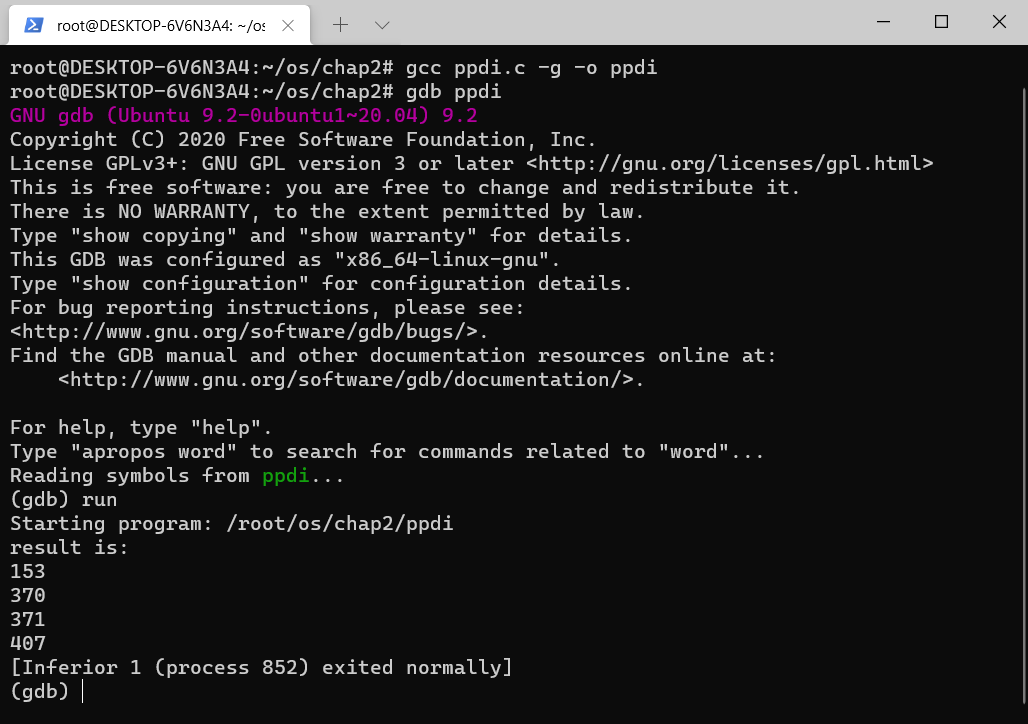 root@DESKTOP-6V6N3A4: ~/os
root@DESKTOP-6V6N3A4:~/os/chap2# gcc ppdi.c -g -o ppdi
root@DESKTOP-6V6N3A4:~/os/chap2# gdb ppdi
GNU gdb (Ubuntu 9.2-0ubuntu1~20.04) 9.2
Copyright (C) 2020 Free Software Foundation, Inc.
License GPLv3+: GNU GPL version 3 or later <http://gnu.org/licenses/gpl.html>
This is free software: you are free to change and redistribute it.
There is NO WARRANTY, to the extent permitted by law.
Type "show copying" and "show warranty" for details.
This GDB was configured as "x86_64-linux-gnu".
Type "show configuration" for configuration details.
For bug reporting instructions, please see:
<http://www.gnu.org/software/gdb/bugs/>.
Find the GDB manual and other documentation resources online at:
    <http://www.gnu.org/software/gdb/documentation/>.
For help, type "help".
Type "apropos word" to search for commands related to "word"...
Reading symbols from ppdi...
(gdb) run
Starting program: /root/os/chap2/ppdi
result is:
153
370
371
407
[Inferior 1 (process 852) exited normally]
(gdb)